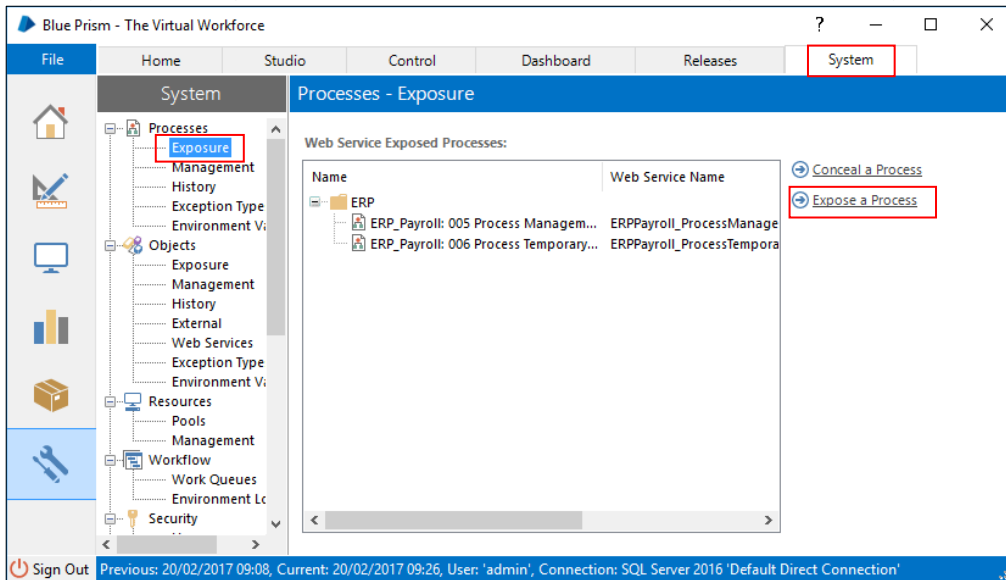 Blue Prism - The Virtual Workforce
?
File
Home
Studio
Control
Dashboard
Releases
System
System
Processes - Exposure
Processes
Exposure
Management
History
Exception Type
Environment Va
Objects
Exposure
Management
History
External
Web Services
Exception Type
Environment Va
Resources
Pools
Management
Workflow
Work Queues
Environment Lo
Security
Web Service Exposed Processes:
Name Web Service Name
ERP
ERP_Payroll: 005 Process Managem... ERPPayroll_ProcessManage
ERP_Payroll: 006 Process Temporary... ERPPayroll_ProcessTempora
Conceal a Process
Expose a Process
Sign Out Previous: 20/02/2017 09:08, Current: 20/02/2017 09:26, User: 'admin', Connection: SQL Server 2016 'Default Direct Connection'